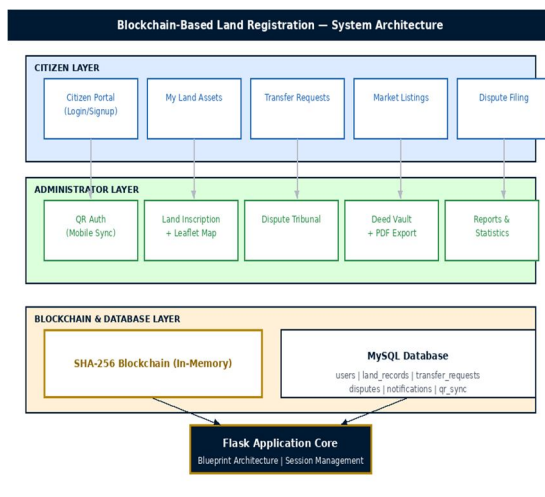 Blockchain-Based Land Registration — System Architecture
CITIZEN LAYER
Citizen Portal
(Login/Signup)
My Land Assets
Transfer Requests
Market Listings
Dispute Filing
ADMINISTRATOR LAYER
QR Auth
(Mobile Sync)
Land Inscription
+ Leaflet Map
Dispute Tribunal
Deed Vault
+ PDF Export
Reports &
Statistics
BLOCKCHAIN & DATABASE LAYER
SHA-256 Blockchain (In-Memory)
MySQL Database
users | land_records | transfer_requests
disputes | notifications | qr_sync
Flask Application Core
Blueprint Architecture | Session Management